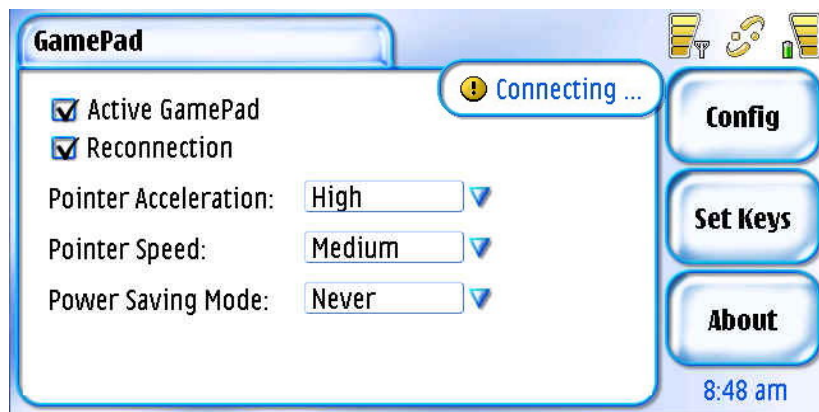 GamePad
Connecting ...
Active GamePad
Reconnection
Pointer Acceleration: High
Pointer Speed: Medium
Power Saving Mode: Never
Config
Set Keys
About
8:48 am